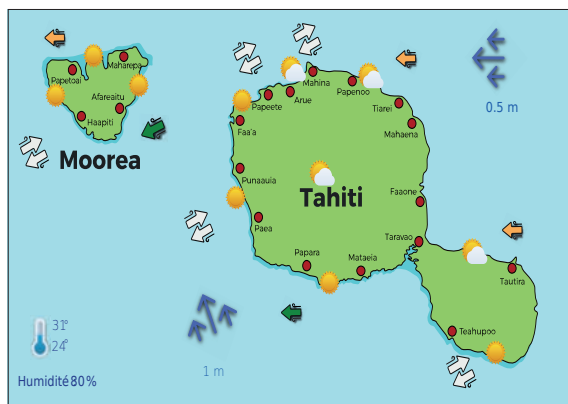 Maharepa
Papetoai
Afareaitu
Haapiti
Moorea
Mahina
Papenoo
Papeete
Arue
Tiarei
Faa'a
Mahaena
0.5 m
Punaauia
Tahiti
Faaone
Paea
Taravao
Papara
Mataeia
Tautira
Teahupoo
31°
24°
1 m
Humidité 80%